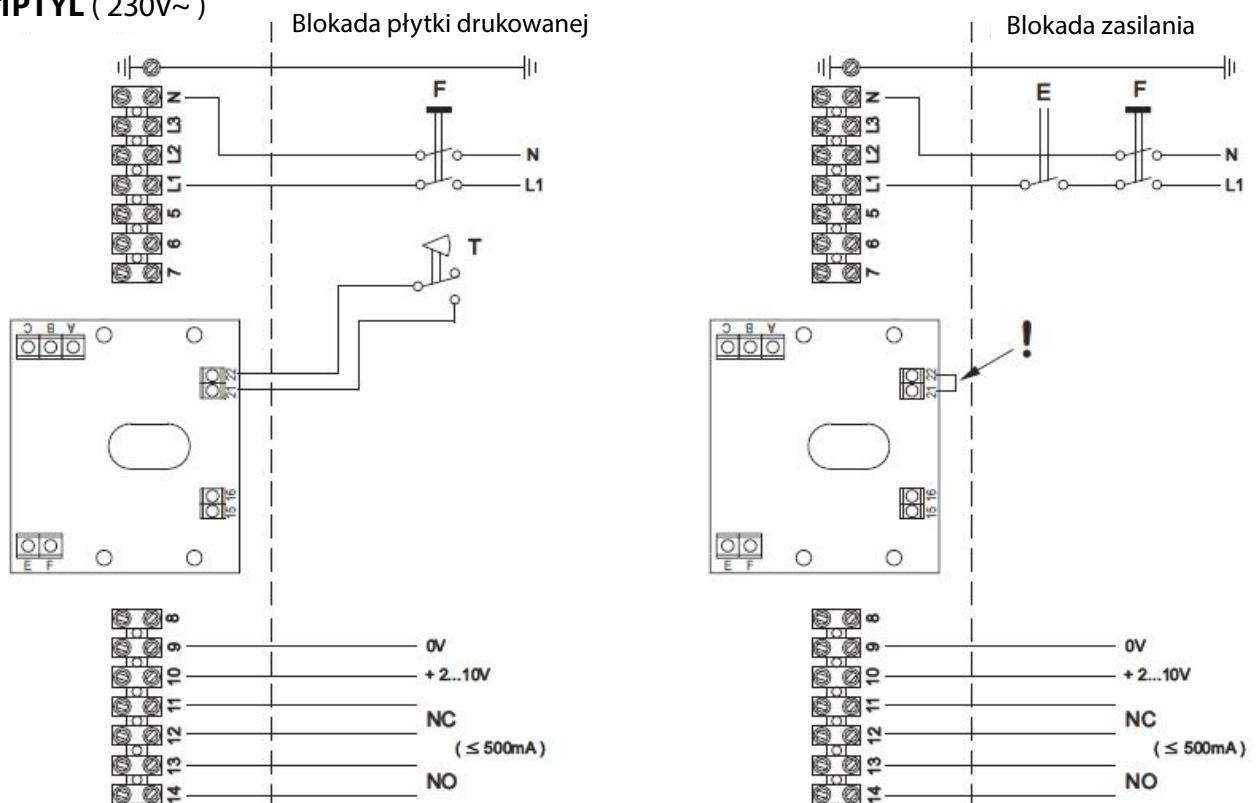 MPTYL ( 230V~ )
Blokada płytki drukowanej
F
N
L3
L2
L1
5
6
7
N
L1
T
C B A
22
21
16
15
E F
8
9
10
11
12
13
14
0V
+ 2...10V
NC
( ≤ 500mA )
NO
Blokada zasilania
E
F
N
L3
L2
L1
5
6
7
N
L1
!
C B A
22
21
16
15
E F
8
9
10
11
12
13
14
0V
+ 2...10V
NC
( ≤ 500mA )
NO